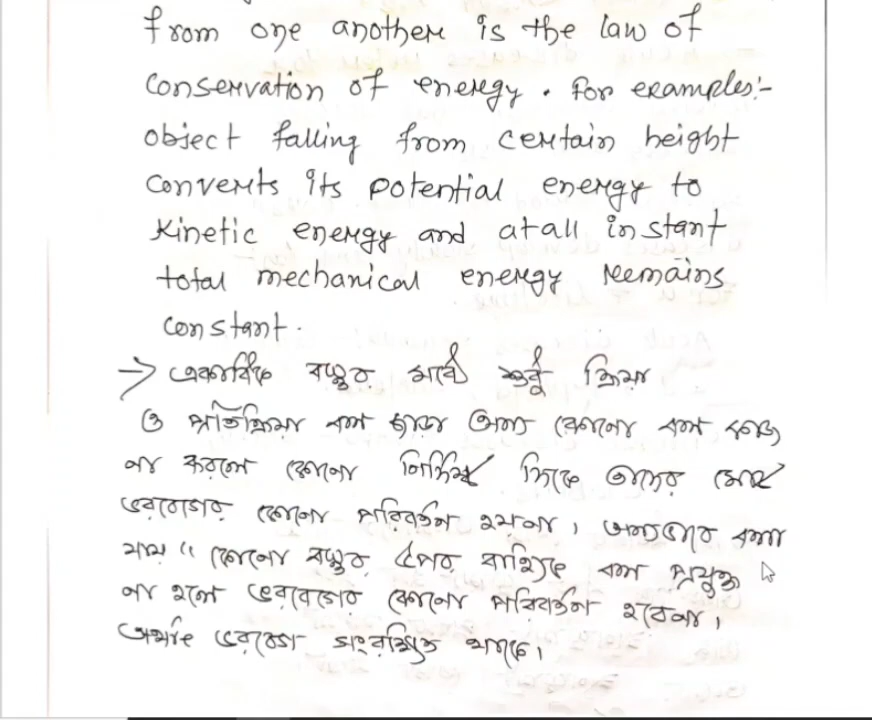 from one another is the law of
conservation of energy. For examples:-
object falling from certain height
converts its potential energy to
kinetic energy and at all instant
total mechanical energy remains
constant.
→ একাধিক বস্তুর মধ্যে শুধু ক্রিয়া
ও প্রতিক্রিয়া বল ছাড়া অন্য কোনো বল কাজ
না করলে কোনো নির্দিষ্ট দিকে তাদের মোট
ভরবেগের কোনো পরিবর্তন হয়না। অন্যভাবে বলা
যায় " কোনো বস্তুর উপর বাহ্যিক বল প্রযুক্ত
না হলে ভরবেগের কোনো পরিবর্তন হবেনা।
অর্থাৎ ভরবেগ সংরক্ষিত থাকে।